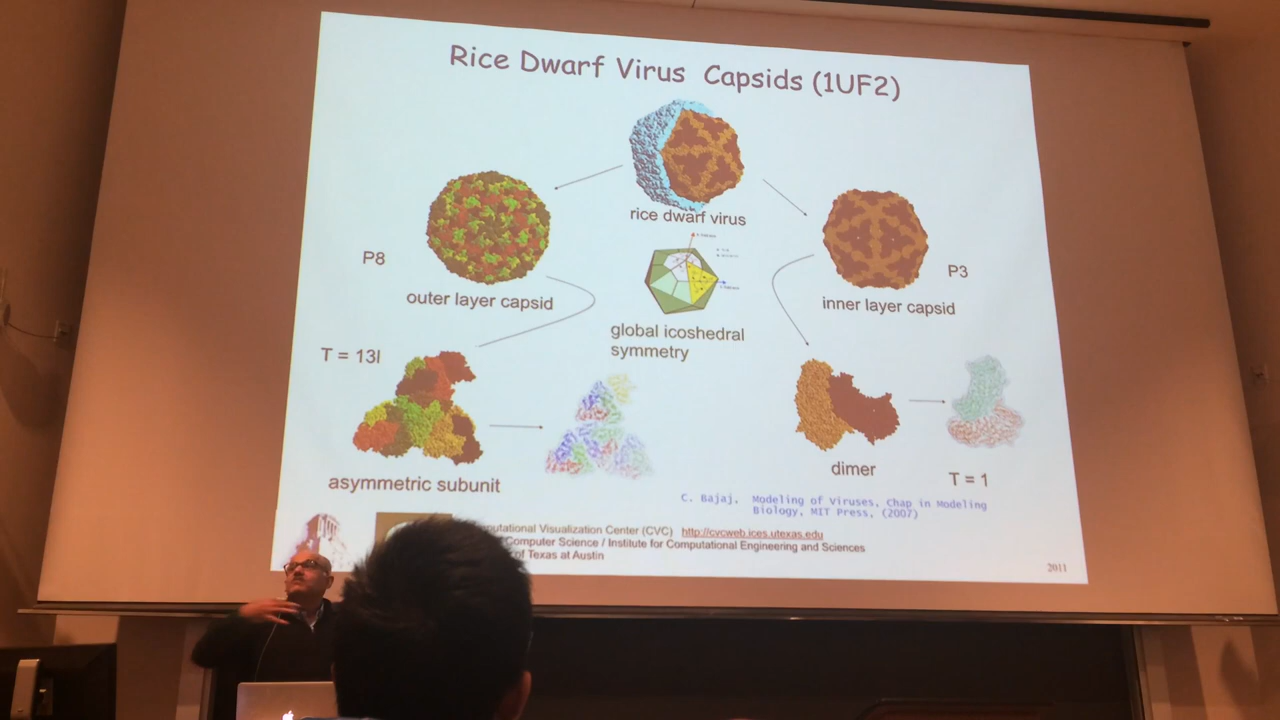 Rice Dwarf Virus Capsids (1UF2)
rice dwarf virus
P8
outer layer capsid
P3
inner layer capsid
global icoshedral
symmetry
T = 13l
asymmetric subunit
dimer
T = 1
C. Bajaj, Modeling of Viruses, Chap in Modeling
Biology, MIT Press, (2007)
Visualization Center (CVC) http://cvcweb.ices.utexas.edu
Computer Science / Institute for Computational Engineering and Sciences
of Texas at Austin
2011